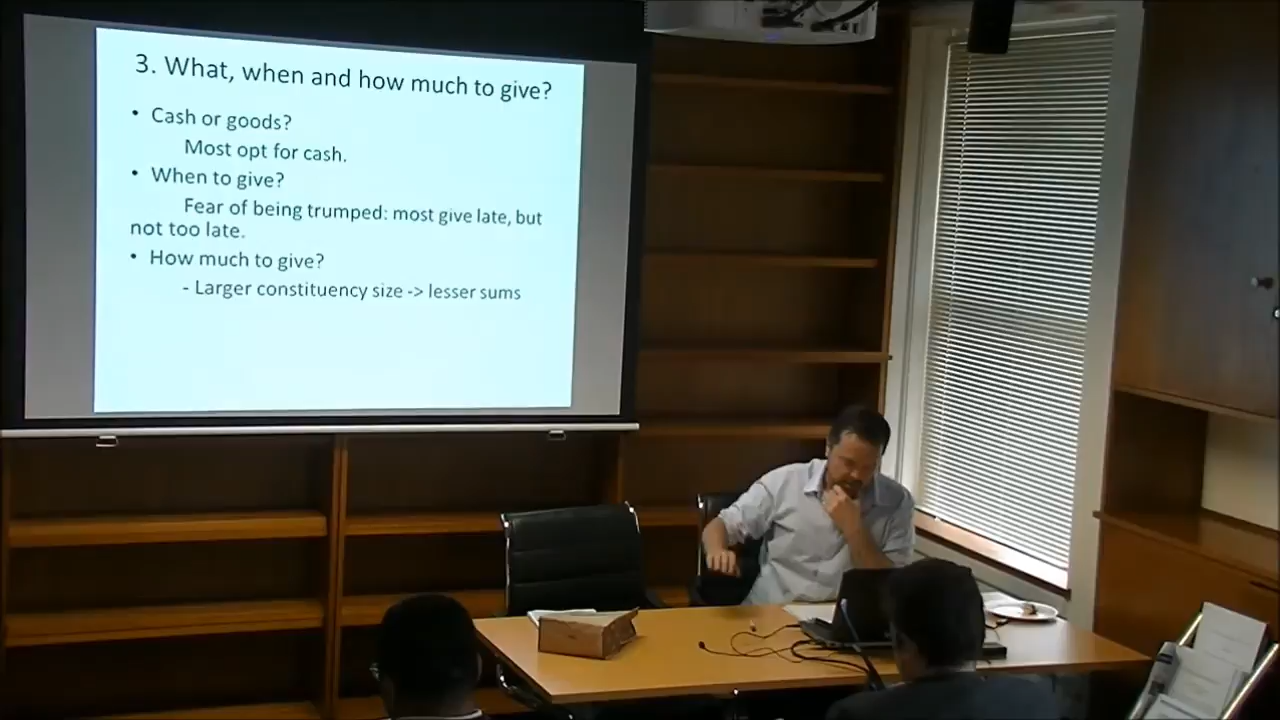 3. What, when and how much to give?
• Cash or goods?
Most opt for cash.
• When to give?
Fear of being trumped: most give late, but
not too late.
• How much to give?
- Larger constituency size -> lesser sums